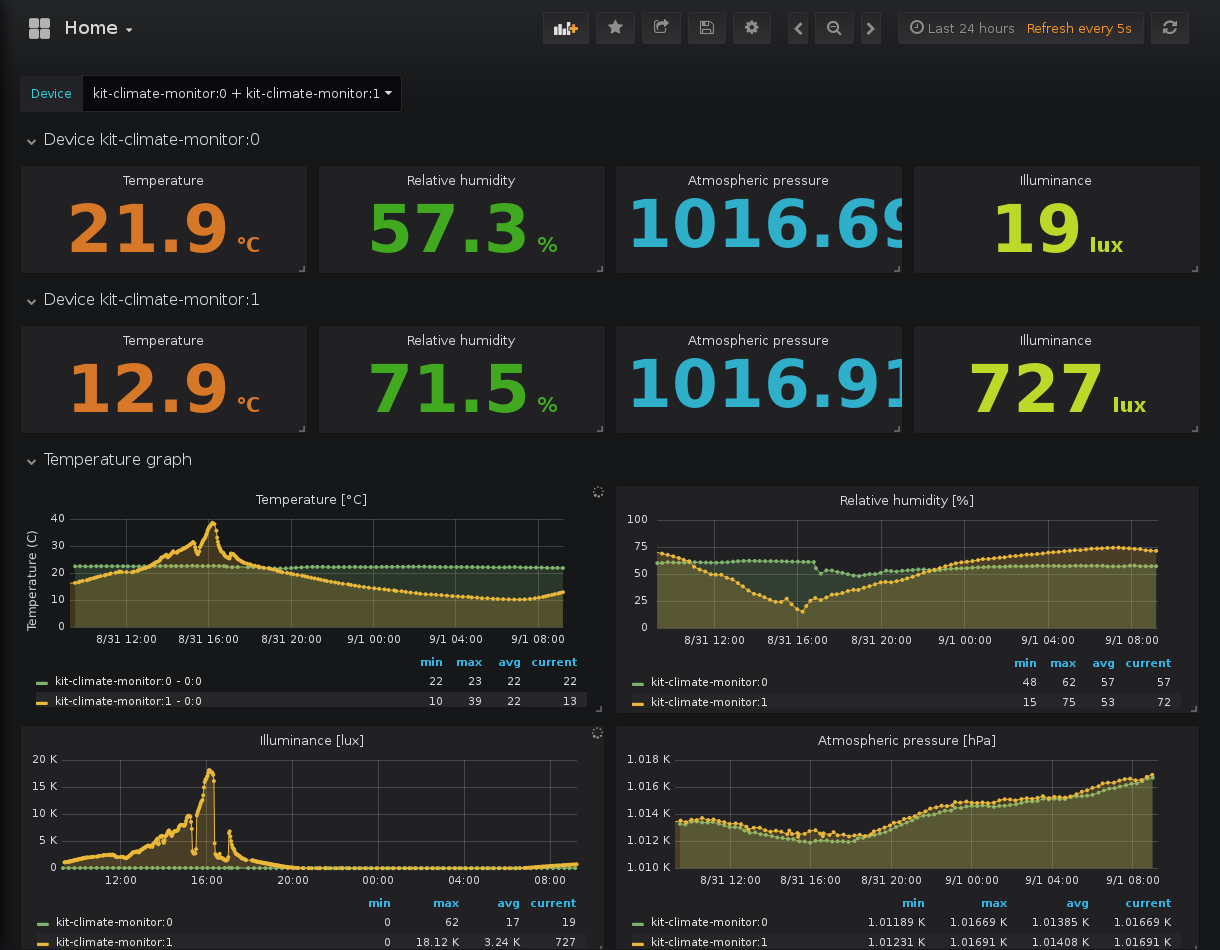 Home
Last 24 hours Refresh every 5s
Device kit-climate-monitor:0 + kit-climate-monitor:1
Device kit-climate-monitor:0
Temperature Relative humidity Atmospheric pressure Illuminance
21.9 °C 57.3 % 1016.69 19 lux
Device kit-climate-monitor:1
Temperature Relative humidity Atmospheric pressure Illuminance
12.9 °C 71.5 % 1016.91 727 lux
Temperature graph
Temperature [°C]
Temperature (C)
40
30
20
10
0
8/31 12:00 8/31 16:00 8/31 20:00 9/1 00:00 9/1 04:00 9/1 08:00
min max avg current
kit-climate-monitor:0 - 0:0 22 23 22 22
kit-climate-monitor:1 - 0:0 10 39 22 13
Relative humidity [%]
100
75
50
25
0
8/31 12:00 8/31 16:00 8/31 20:00 9/1 00:00 9/1 04:00 9/1 08:00
min max avg current
kit-climate-monitor:0 48 62 57 57
kit-climate-monitor:1 15 75 53 72
Illuminance [lux]
20 K
15 K
10 K
5 K
0
12:00 16:00 20:00 00:00 04:00 08:00
min max avg current
kit-climate-monitor:0 0 62 17 19
kit-climate-monitor:1 0 18.12 K 3.24 K 727
Atmospheric pressure [hPa]
1.018 K
1.016 K
1.014 K
1.012 K
1.010 K
8/31 12:00 8/31 16:00 8/31 20:00 9/1 00:00 9/1 04:00 9/1 08:00
min max avg current
kit-climate-monitor:0 1.01189 K 1.01669 K 1.01385 K 1.01669 K
kit-climate-monitor:1 1.01231 K 1.01691 K 1.01408 K 1.01691 K